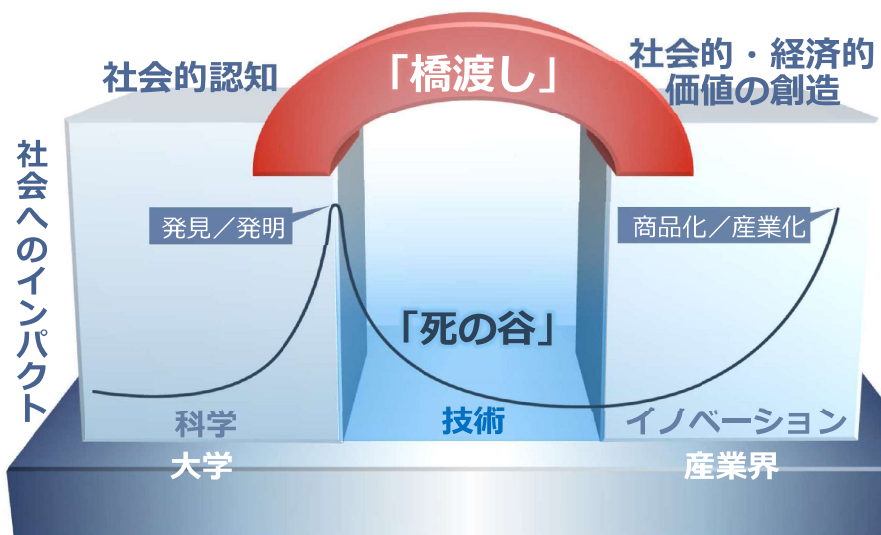 「橋渡し」
社会的認知
社会的・経済的
価値の創造
社会へのインパクト
発見／発明
商品化／産業化
「死の谷」
科学
技術
イノベーション
大学
産業界